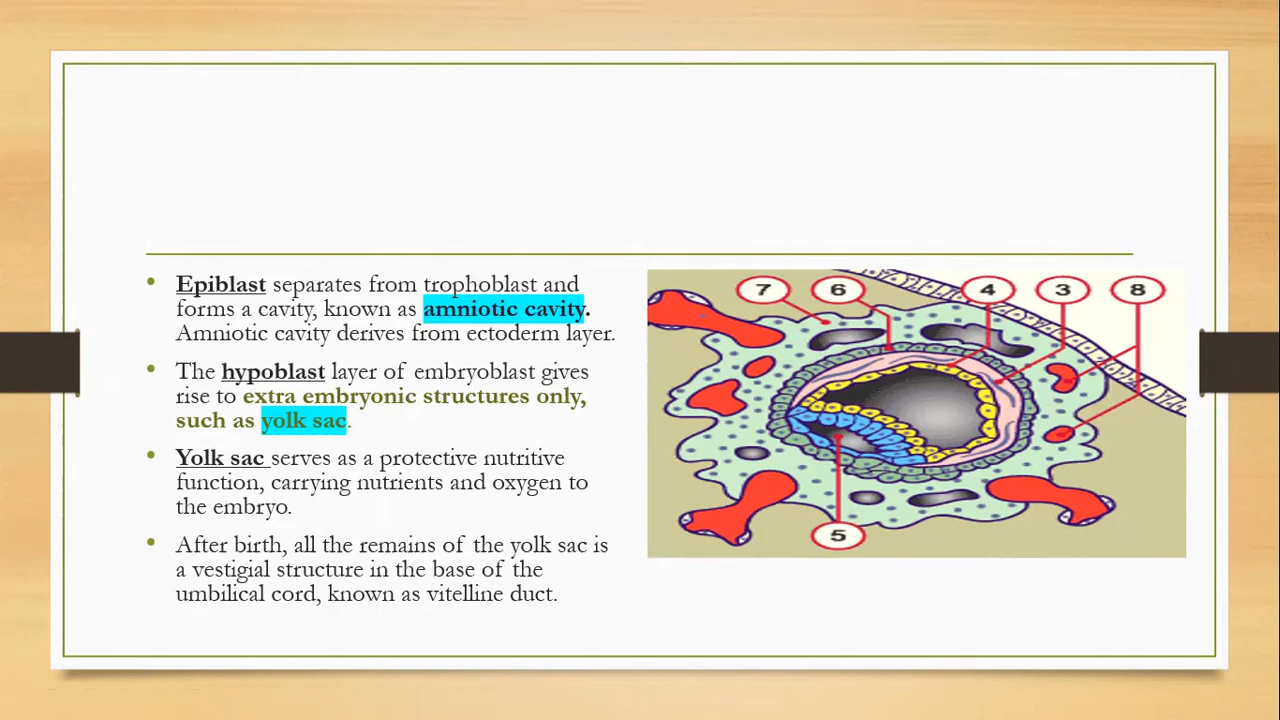 Epiblast separates from trophoblast and
forms a cavity, known as amniotic cavity.
Amniotic cavity derives from ectoderm layer.
The hypoblast layer of embryoblast gives
rise to extra embryonic structures only,
such as yolk sac.
Yolk sac serves as a protective nutritive
function, carrying nutrients and oxygen to
the embryo.
After birth, all the remains of the yolk sac is
a vestigial structure in the base of the
umbilical cord, known as vitelline duct.
7 6 4 3 8
5